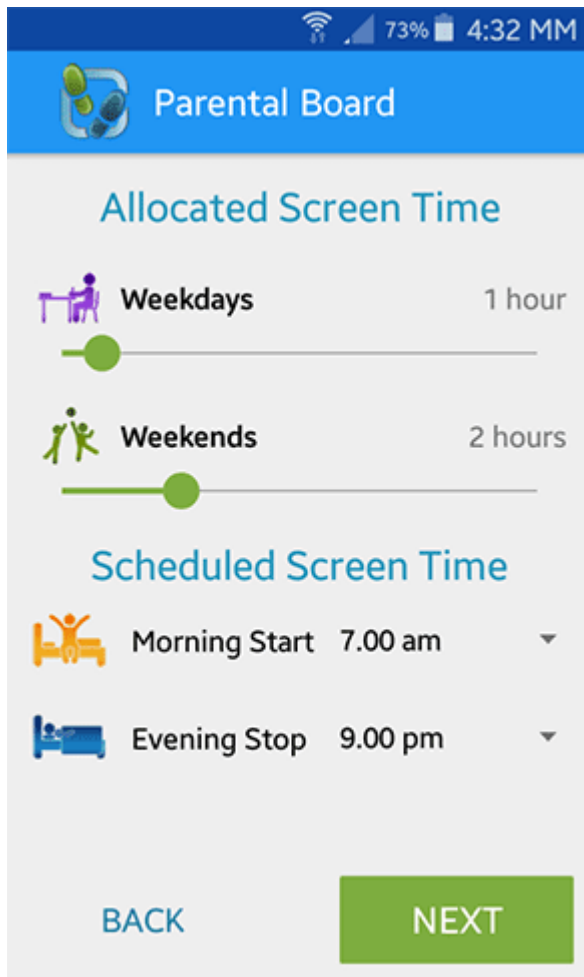 73% 4:32 MM
Parental Board
Allocated Screen Time
Weekdays 1 hour
Weekends 2 hours
Scheduled Screen Time
Morning Start 7.00 am
Evening Stop 9.00 pm
BACK NEXT